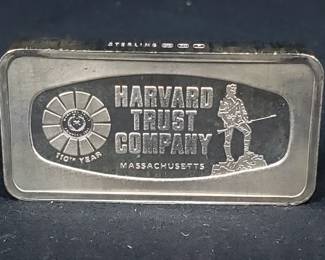 STERLING
HARVARD
TRUST
COMPANY
MASSACHUSETTS
110TH YEAR